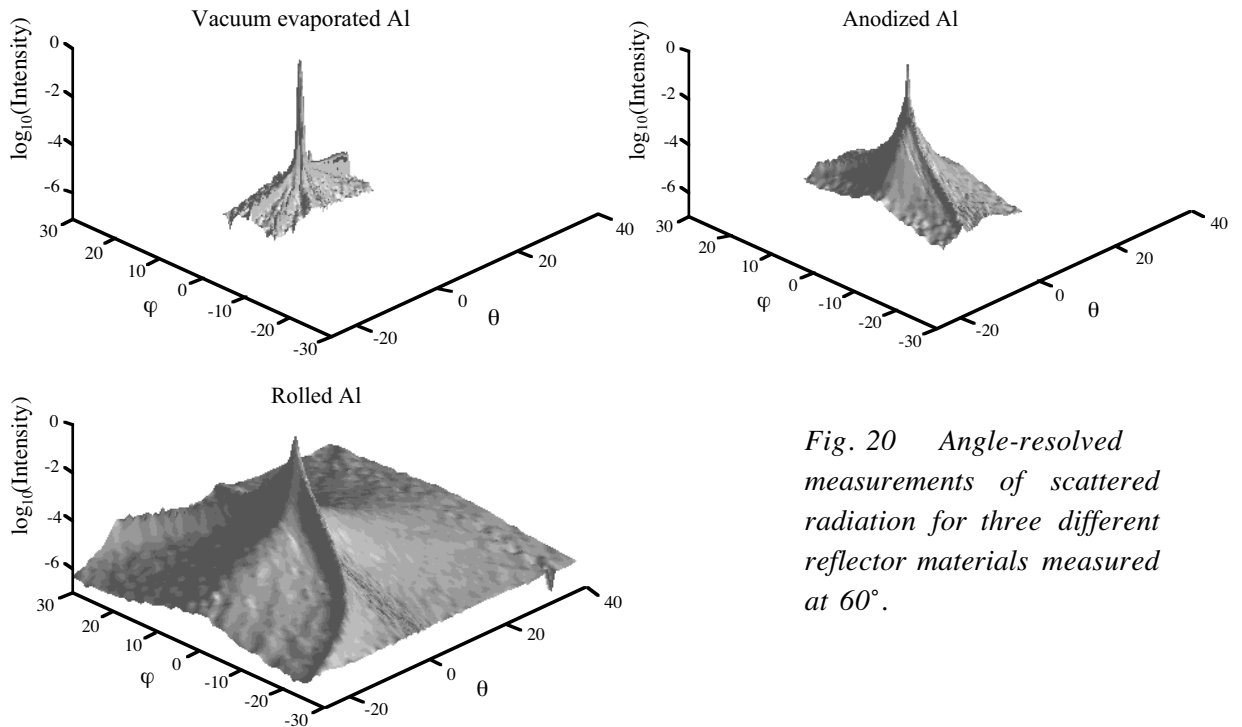 Vacuum evaporated Al
log10(Intensity)
0
-2
-4
-6
30
20
10
0
-10
-20
-30
φ
-20
0
20
40
θ
Anodized Al
log10(Intensity)
0
-2
-4
-6
30
20
10
0
-10
-20
-30
φ
-20
0
20
40
θ
Rolled Al
log10(Intensity)
0
-2
-4
-6
30
20
10
0
-10
-20
-30
φ
-20
0
20
40
θ
Fig. 20 Angle-resolved
measurements of scattered
radiation for three different
reflector materials measured
at 60°.